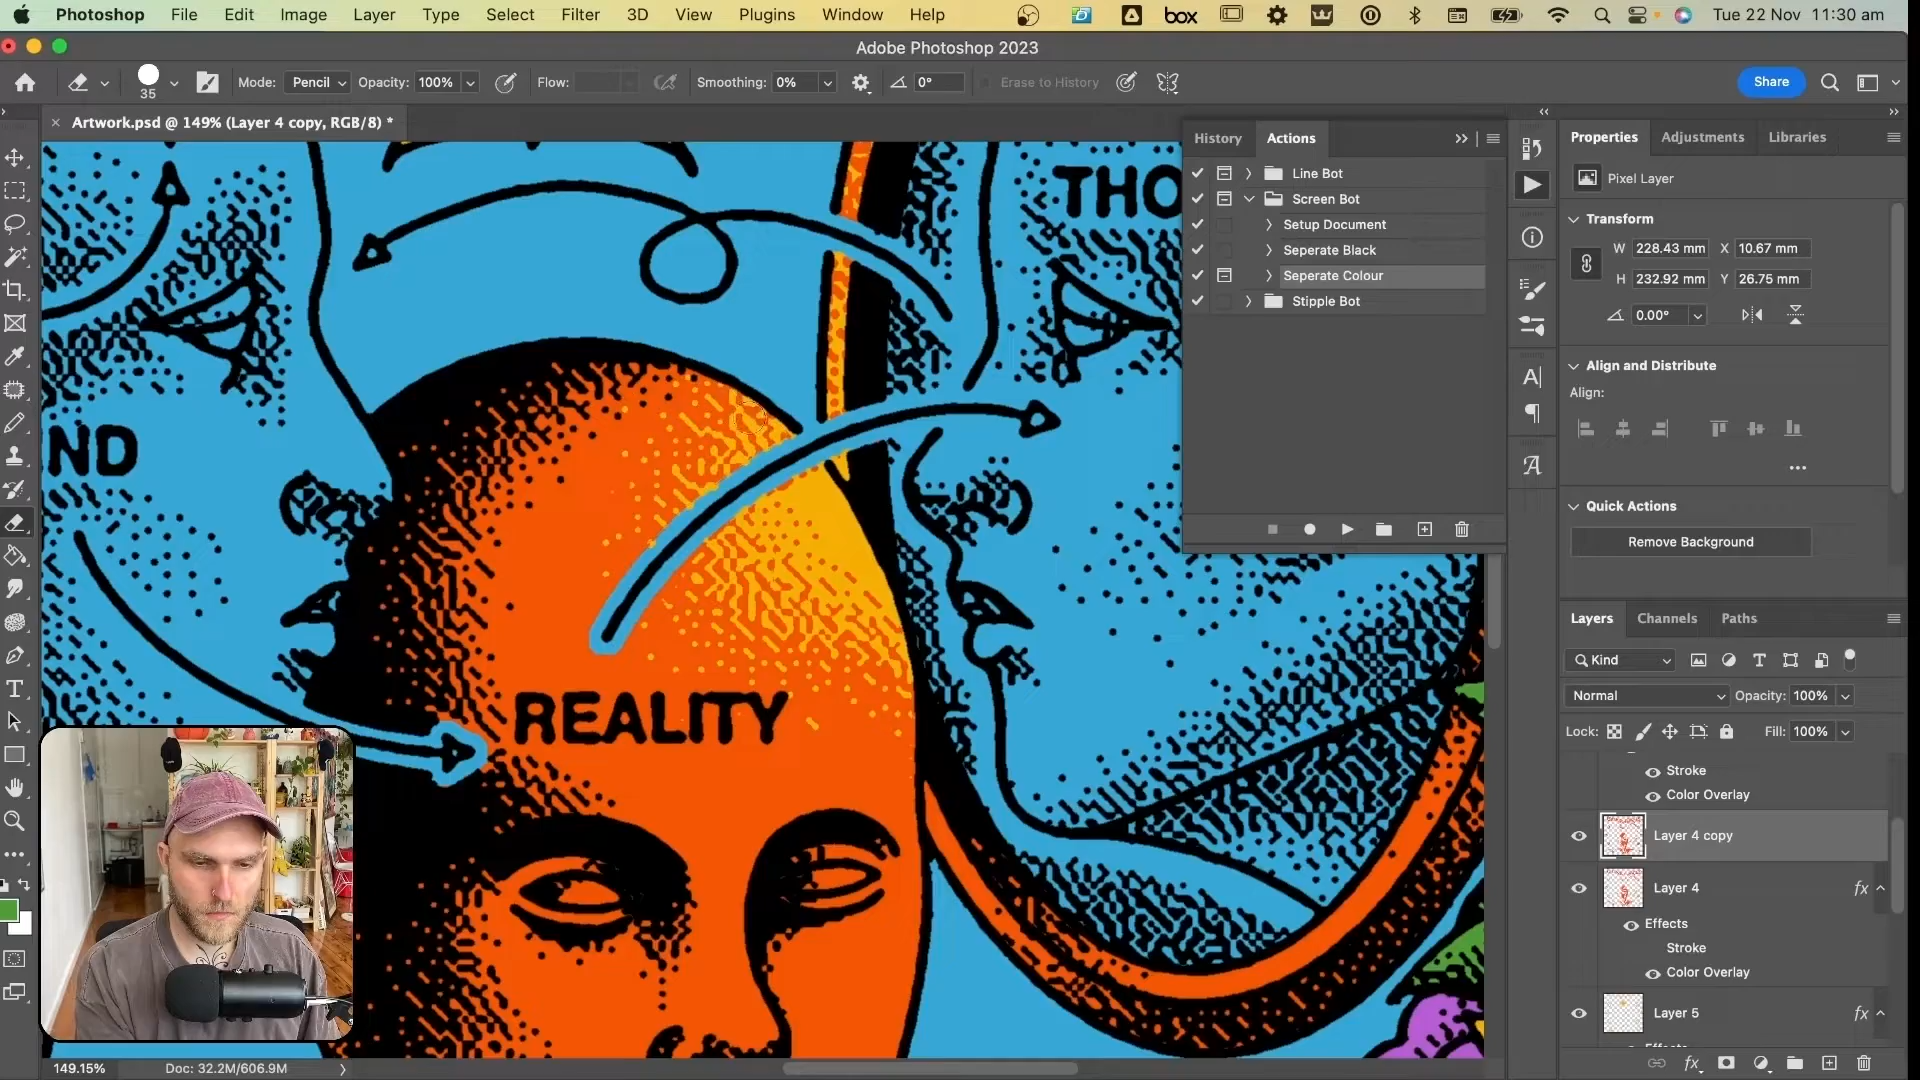 Photoshop File Edit Image Layer Type Select Filter 3D View Plugins Window Help box Tue 22 Nov 11:30 am
Adobe Photoshop 2023
35 Mode: Pencil Opacity: 100% Flow: Smoothing: 0% 0° Erase to History Share
Artwork.psd @ 149% (Layer 4 copy, RGB/8) *
History Actions
Line Bot
Screen Bot
Setup Document
Seperate Black
Seperate Colour
Stipple Bot
Properties Adjustments Libraries
Pixel Layer
Transform
W 228.43 mm X 10.67 mm
H 232.92 mm Y 26.75 mm
0.00°
Align and Distribute
Align:
Quick Actions
Remove Background
Layers Channels Paths
Kind
Normal Opacity: 100%
Lock: Fill: 100%
Stroke
Color Overlay
Layer 4 copy
Layer 4 fx
Effects
Stroke
Color Overlay
Layer 5 fx
THO
ND
REALITY
149.15% Doc: 32.2M/606.9M